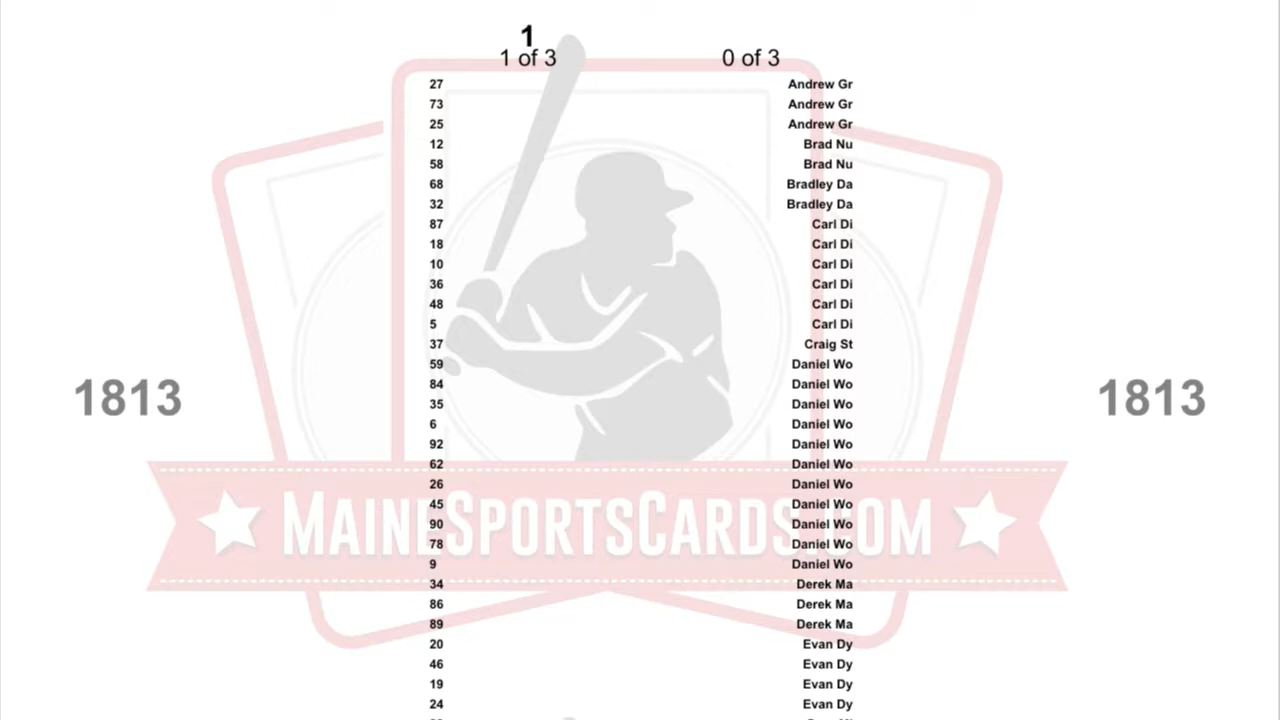 1
1 of 3 0 of 3
27 Andrew Gr
73 Andrew Gr
25 Andrew Gr
12 Brad Nu
58 Brad Nu
68 Bradley Da
32 Bradley Da
87 Carl Di
18 Carl Di
10 Carl Di
36 Carl Di
48 Carl Di
5 Carl Di
37 Craig St
59 Daniel Wo
84 Daniel Wo
1813 1813
35 Daniel Wo
6 Daniel Wo
92 Daniel Wo
62 Daniel Wo
26 Daniel Wo
45 Daniel Wo
MAINESPORTSCARDS.COM
90 Daniel Wo
78 Daniel Wo
9 Daniel Wo
34 Derek Ma
86 Derek Ma
89 Derek Ma
20 Evan Dy
46 Evan Dy
19 Evan Dy
24 Evan Dy